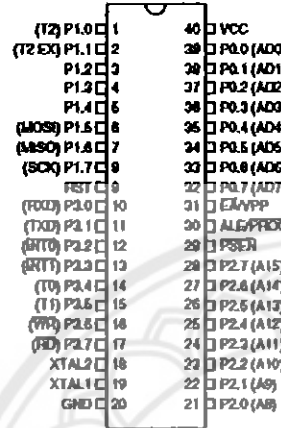 (T2) P1.0 1 40 VCC
(T2 EX) P1.1 2 39 P0.0 (AD0
P1.2 3 38 P0.1 (AD1
P1.3 4 37 P0.2 (AD2
P1.4 5 36 P0.3 (AD3
(MOSI) P1.5 6 35 P0.4 (AD4
(MISO) P1.6 7 34 P0.5 (AD5
(SCK) P1.7 8 33 P0.6 (AD6
RST 9 32 P0.7 (AD7
(RXD) P3.0 10 31 EA/VPP
(TXD) P3.1 11 30 ALE/PROG
(INT0) P3.2 12 29 PSEN
(INT1) P3.3 13 28 P2.7 (A15)
(T0) P3.4 14 27 P2.6 (A14)
(T1) P3.5 15 26 P2.5 (A13)
(WR) P3.6 16 25 P2.4 (A12)
(RD) P3.7 17 24 P2.3 (A11)
XTAL2 18 23 P2.2 (A10)
XTAL1 19 22 P2.1 (A9)
GND 20 21 P2.0 (A8)